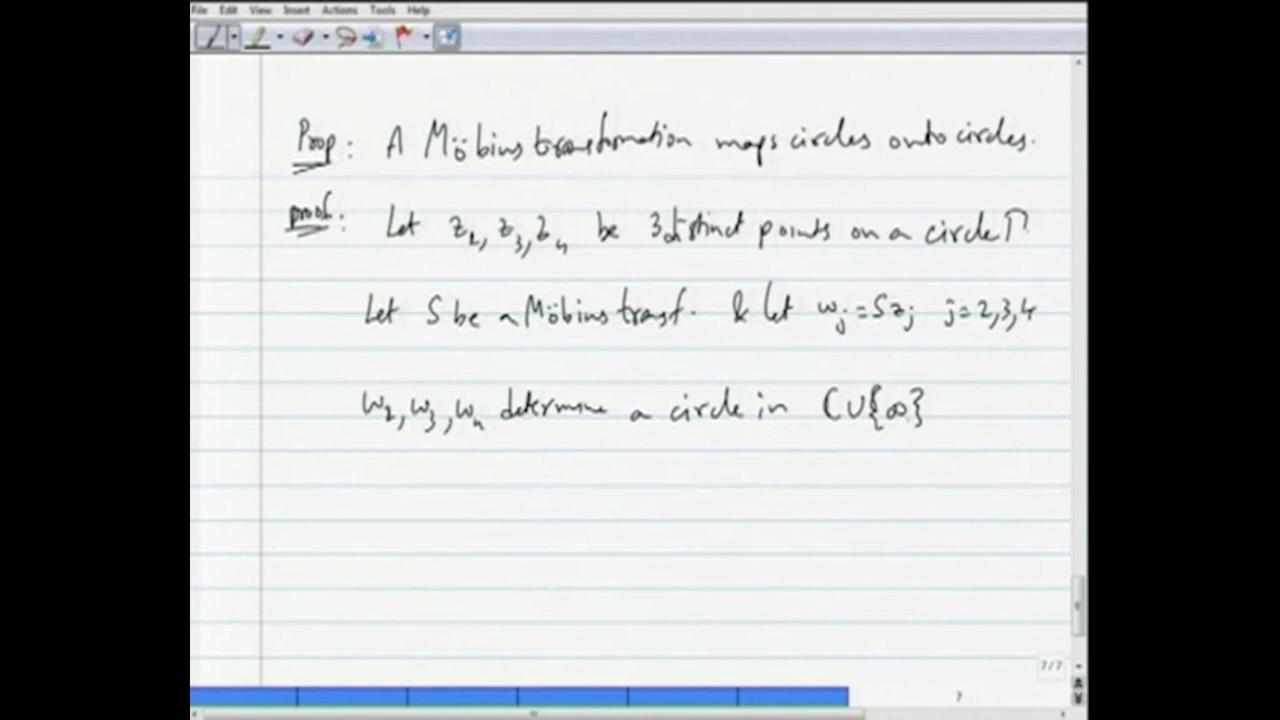 File Edit View Insert Actions Tools Help
Prop: A Möbius transformation maps circles onto circles.
proof: Let z₂, z₃, z₄ be 3 distinct points on a circle Γ
Let S be a Möbius transf. & let wⱼ = Szⱼ j = 2,3,4
w₂, w₃, w₄ determine a circle in ℂ∪{∞}
7/7
7